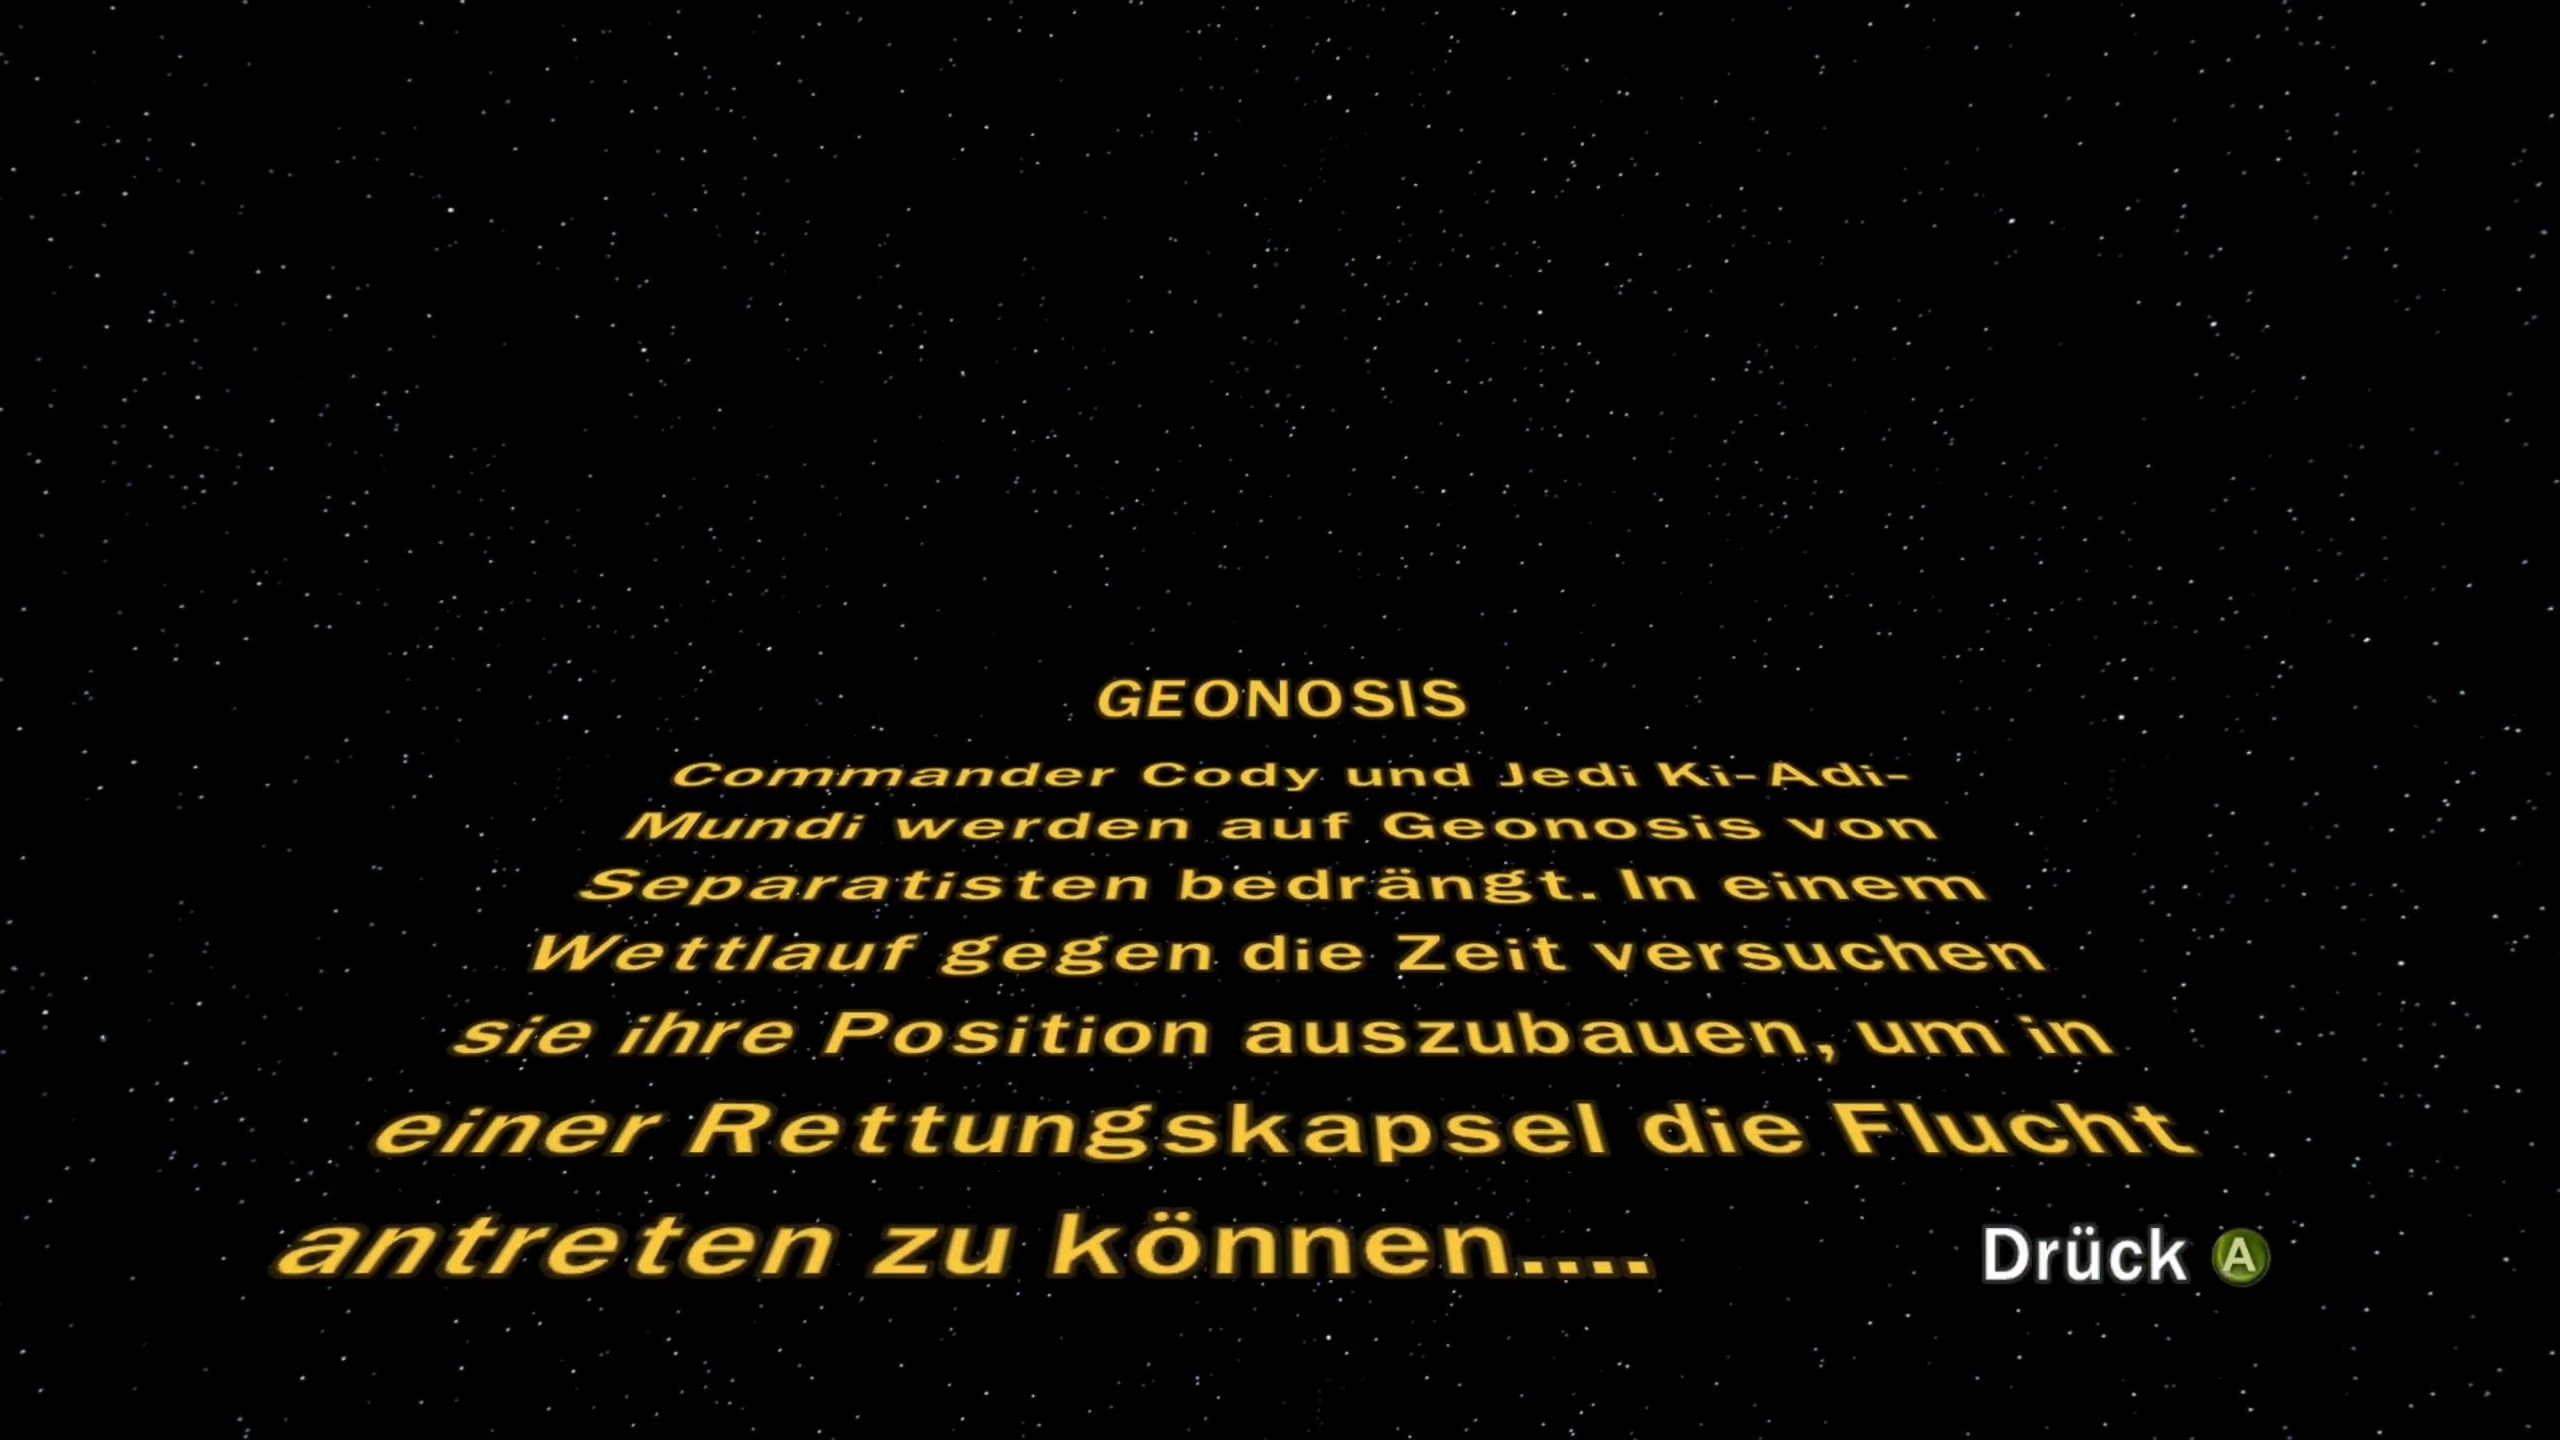 GEONOSIS
Commander Cody und Jedi Ki-Adi-
Mundi werden auf Geonosis von
Separatisten bedrängt. In einem
Wettlauf gegen die Zeit versuchen
sie ihre Position auszubauen, um in
einer Rettungskapsel die Flucht
antreten zu können....
Drück A